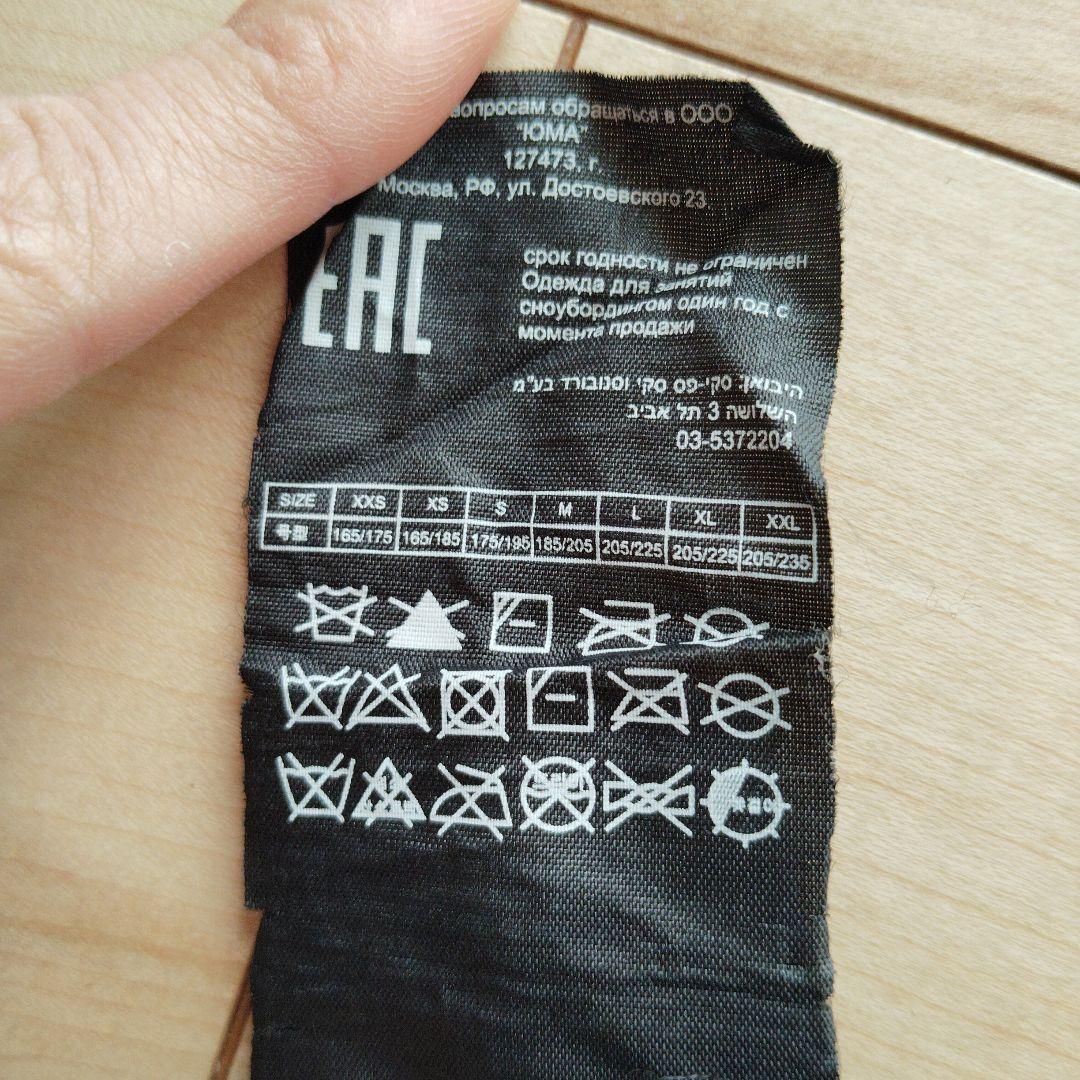 вопросам обращаться в ООО
"ЮМА"
127473, г.
Москва, РФ, ул. Достоевского 23
EAC
срок годности не ограничен
Одежда для занятий
сноубордингом один год с
момента продажи
היבואן: סקי-פס סקי וסנובורד בע"מ
השלושה 3 תל אביב
03-5372204
SIZE XXS XS S M L XL XXL
호칭 165/175 165/185 175/195 185/205 205/225 205/225 205/235